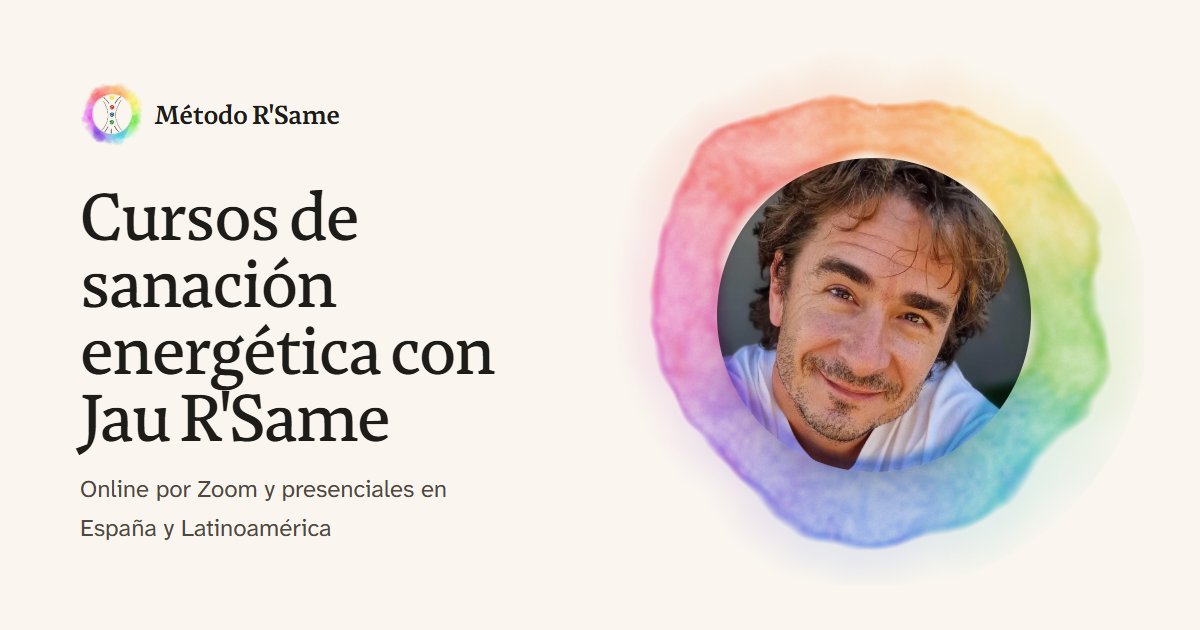 Método R'Same
Cursos de
sanación
energética con
Jau R'Same
Online por Zoom y presenciales en
España y Latinoamérica